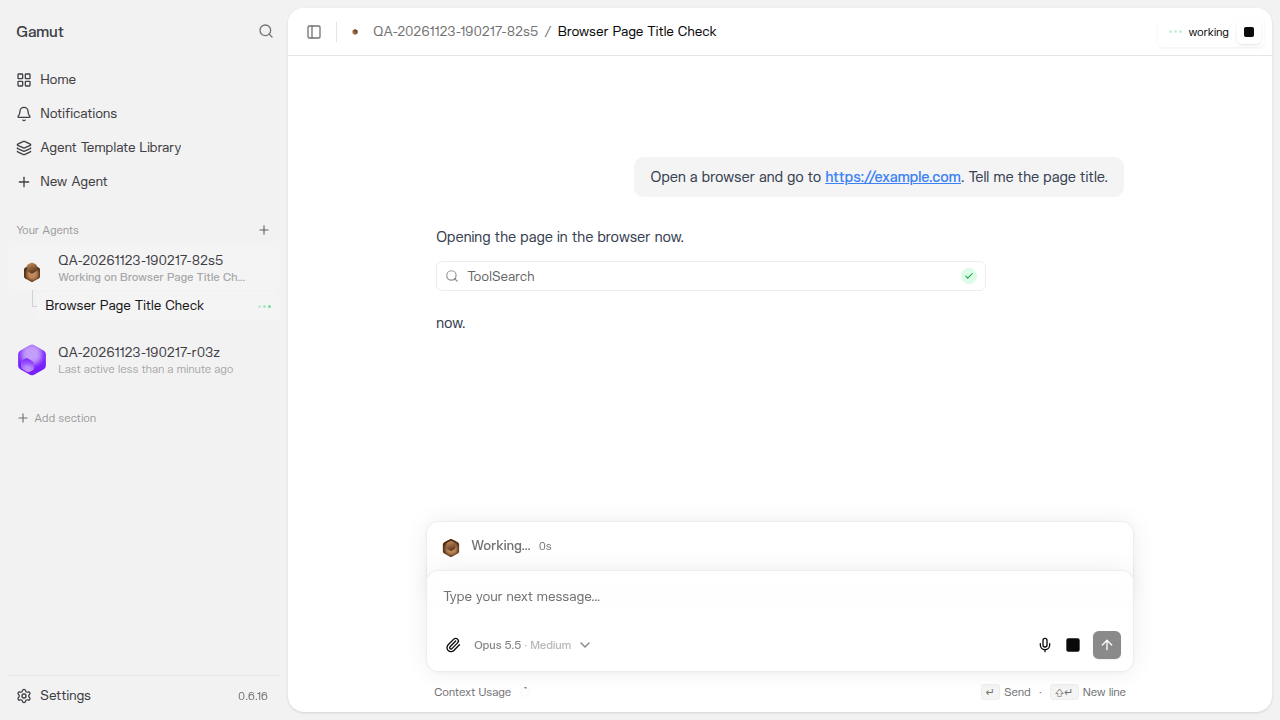 Gamut
Home
Notifications
Agent Template Library
New Agent
Your Agents
QA-20261123-190217-82s5
Working on Browser Page Title Ch...
Browser Page Title Check
QA-20261123-190217-r03z
Last active less than a minute ago
Add section
Settings
0.6.16
QA-20261123-190217-82s5 / Browser Page Title Check
working
Open a browser and go to https://example.com. Tell me the page title.
Opening the page in the browser now.
ToolSearch
now.
Working... 0s
Type your next message...
Opus 5.5 · Medium
Context Usage
Send · New line